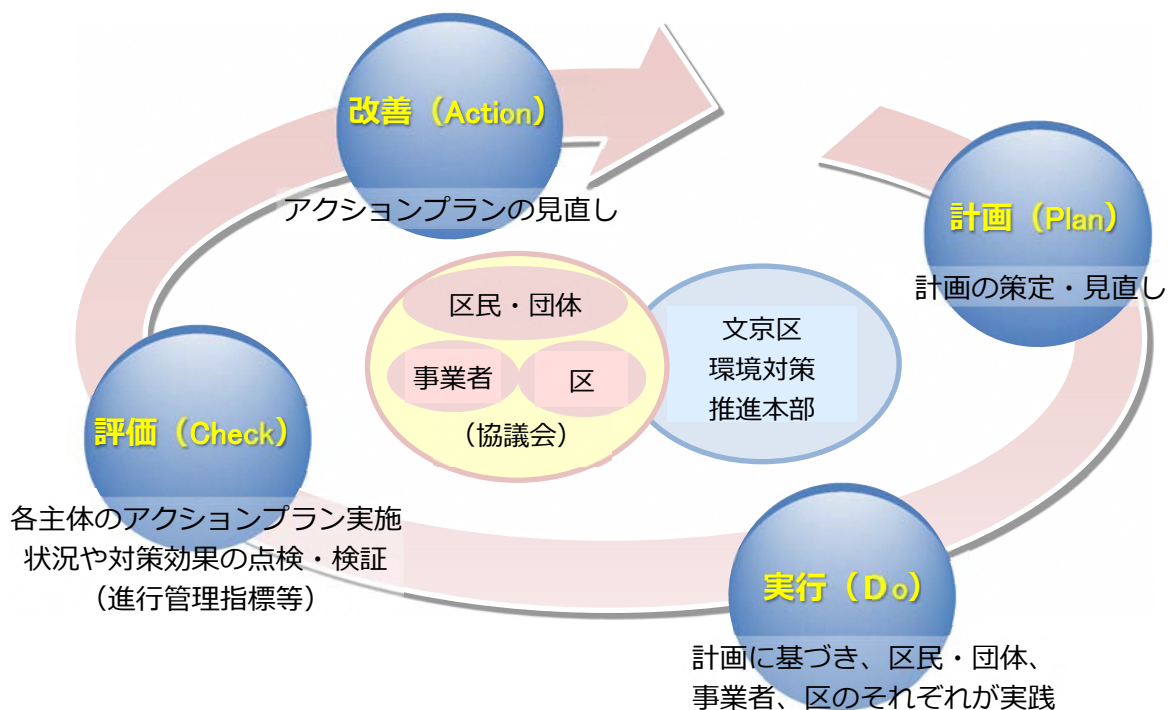 改善（Action）
アクションプランの見直し
計画（Plan）
計画の策定・見直し
区民・団体
事業者
区
（協議会）
文京区
環境対策
推進本部
評価（Check）
各主体のアクションプラン実施
状況や対策効果の点検・検証
（進行管理指標等）
実行（Ｄo）
計画に基づき、区民・団体、
事業者、区のそれぞれが実践